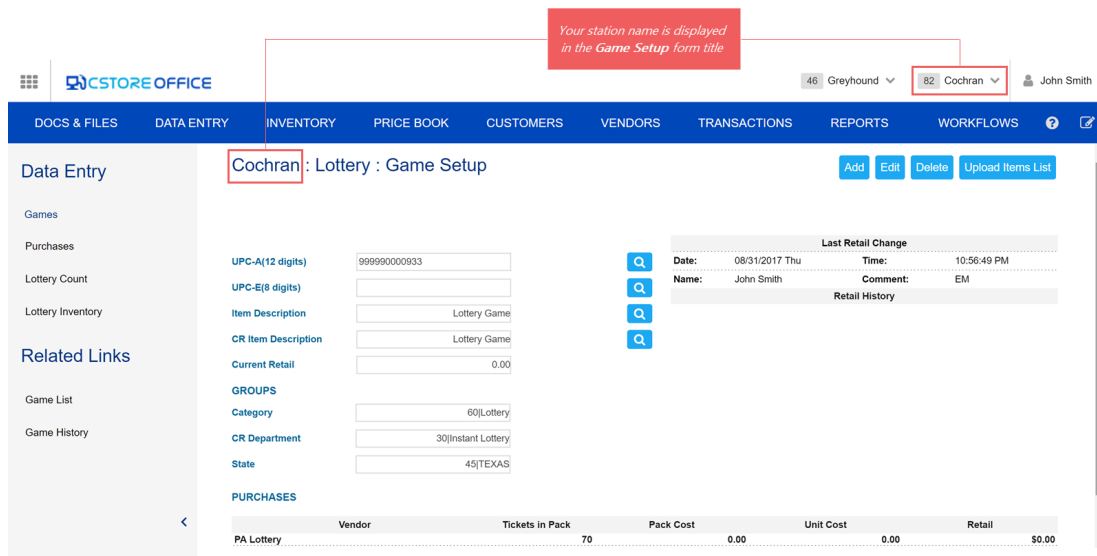 Your station name is displayed
in the Game Setup form title
CSTORE OFFICE
46 Greyhound
82 Cochran
John Smith
DOCS & FILES DATA ENTRY INVENTORY PRICE BOOK CUSTOMERS VENDORS TRANSACTIONS REPORTS WORKFLOWS ?
Data Entry
Games
Purchases
Lottery Count
Lottery Inventory
Related Links
Game List
Game History
Cochran : Lottery : Game Setup
Add Edit Delete Upload Items List
UPC-A(12 digits) 999990000933
UPC-E(8 digits)
Item Description Lottery Game
CR Item Description Lottery Game
Current Retail 0.00
GROUPS
Category 60|Lottery
CR Department 30|Instant Lottery
State 45|TEXAS
Last Retail Change
Date: 08/31/2017 Thu Time: 10:56:49 PM
Name: John Smith Comment: EM
Retail History
PURCHASES
Vendor Tickets in Pack Pack Cost Unit Cost Retail
PA Lottery 70 0.00 0.00 $0.00